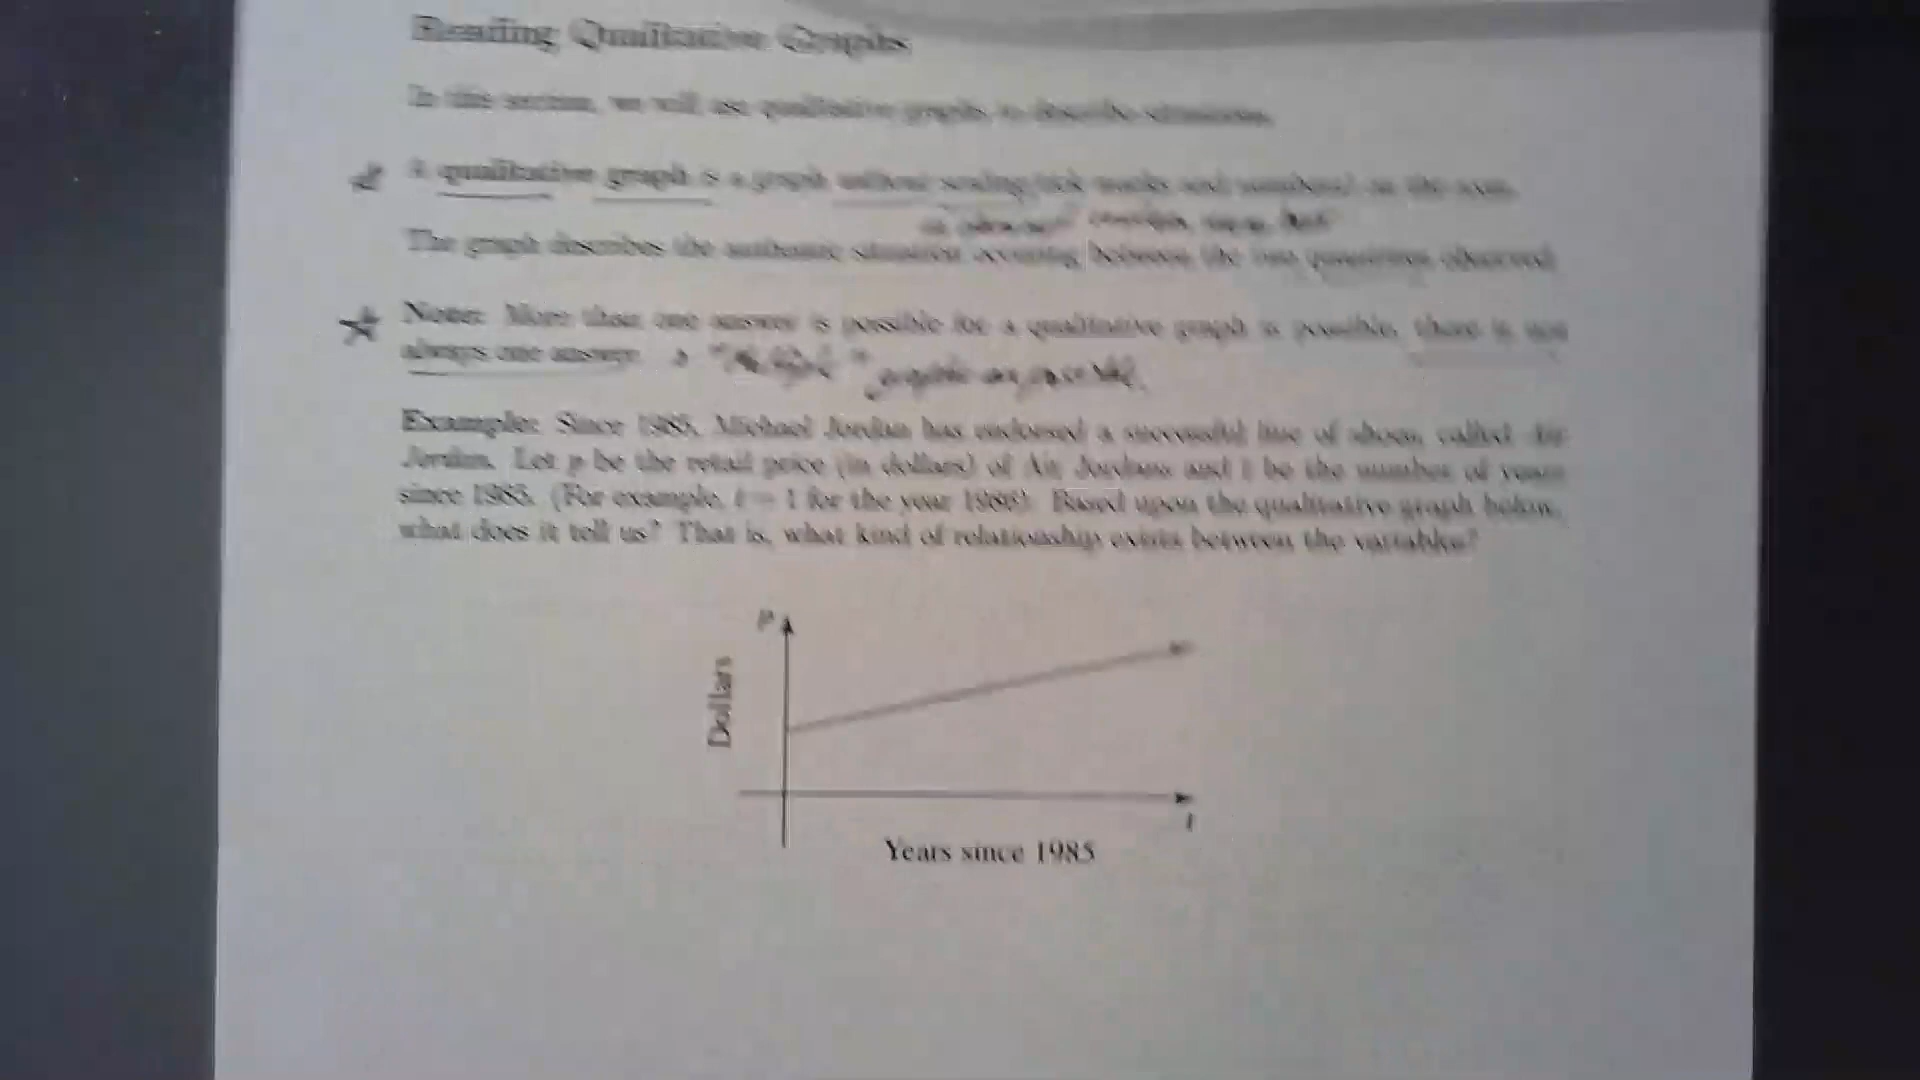 Reading Qualitative Graphs
In this section, we will use qualitative graphs to describe situations.
A qualitative graph is a graph without scaling (tick marks and numbers) on the axes.
The graph describes the authentic situation occurring between the two quantities observed.
Note: More than one answer is possible for a qualitative graph is possible, there is not
always one answer. → "Multiple" graphs are possible.
Example: Since 1985, Michael Jordan has endorsed a successful line of shoes, called Air
Jordan. Let p be the retail price (in dollars) of Air Jordans and t be the number of years
since 1985. (For example, t = 1 for the year 1986). Based upon the qualitative graph below,
what does it tell us? That is, what kind of relationship exists between the variables?
p
Dollars
t
Years since 1985